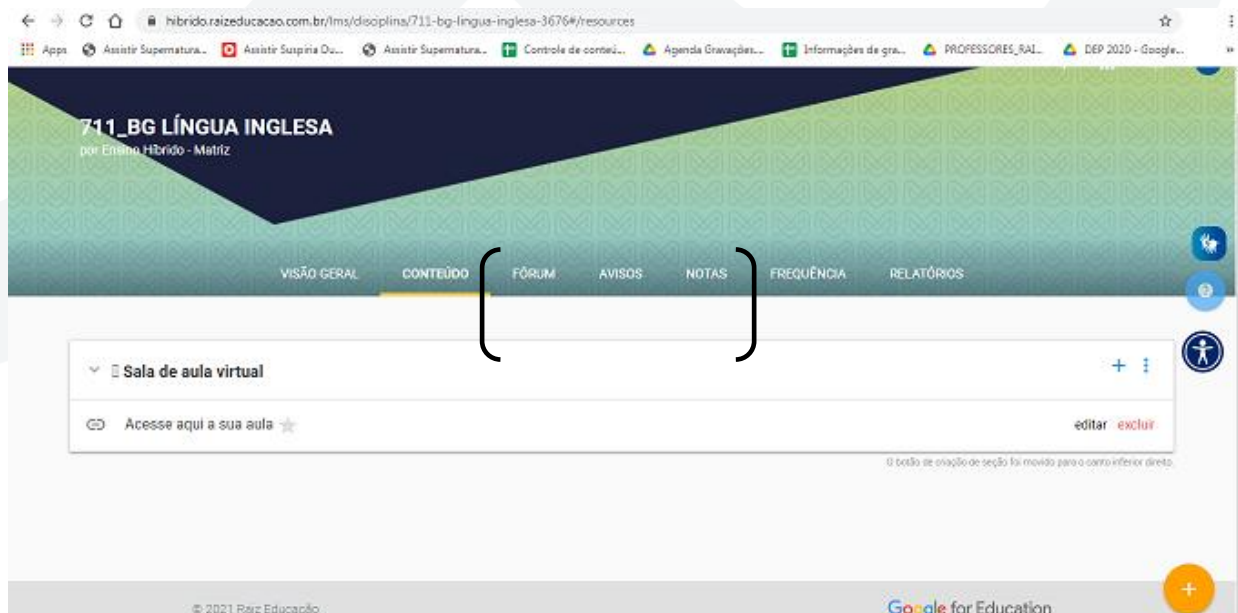 hibrido.raizeducacao.com.br/lms/disciplina/711-bg-lingua-inglesa-3676#/resources
Apps Assistir Supernatura... Assistir Suspiria Du... Assistir Supernatura... Controle de conteú... Agenda Gravações... Informações de gra... PROFESSORES_RAI... DEP 2020 - Google...
711_BG LÍNGUA INGLESA
por Ensino Híbrido - Matriz
VISÃO GERAL CONTEÚDO FÓRUM AVISOS NOTAS FREQUÊNCIA RELATÓRIOS
Sala de aula virtual
Acesse aqui a sua aula editar excluir
O botão de criação de seção foi movido para o canto inferior direito.
© 2021 Raiz Educação Google for Education